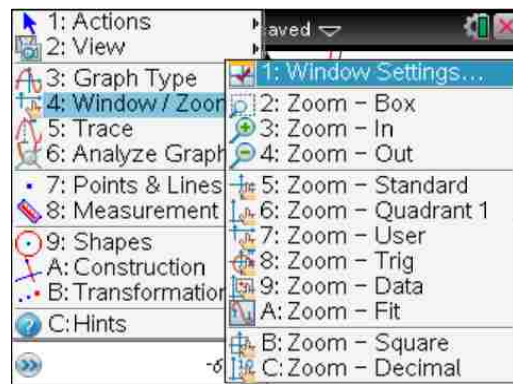 1: Actions
2: View
3: Graph Type
4: Window / Zoor
5: Trace
6: Analyze Graph
7: Points & Lines
8: Measurement
9: Shapes
A: Construction
B: Transformation
C: Hints
aved
1: Window Settings...
2: Zoom – Box
3: Zoom – In
4: Zoom – Out
5: Zoom – Standard
6: Zoom – Quadrant 1
7: Zoom – User
8: Zoom – Trig
9: Zoom – Data
A: Zoom – Fit
B: Zoom – Square
C: Zoom – Decimal
-6